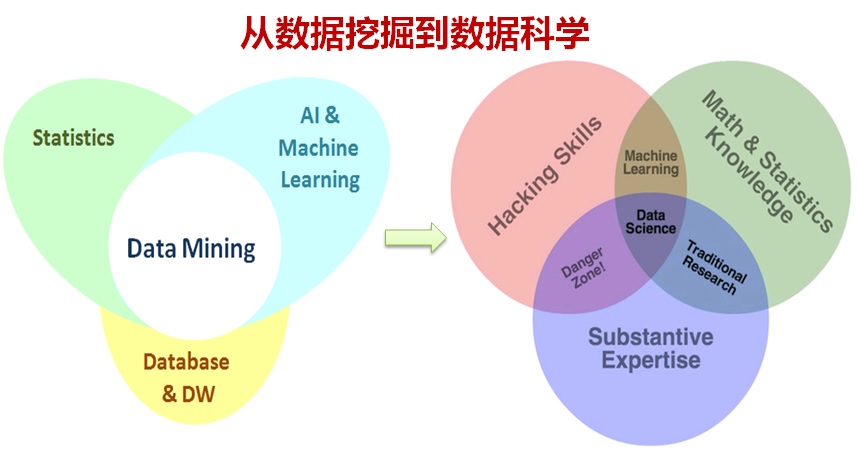 从数据挖掘到数据科学
Statistics
AI &
Machine
Learning
Data Mining
Database
& DW
Hacking Skills
Math & Statistics
Knowledge
Machine
Learning
Data
Science
Danger
Zone!
Traditional
Research
Substantive
Expertise